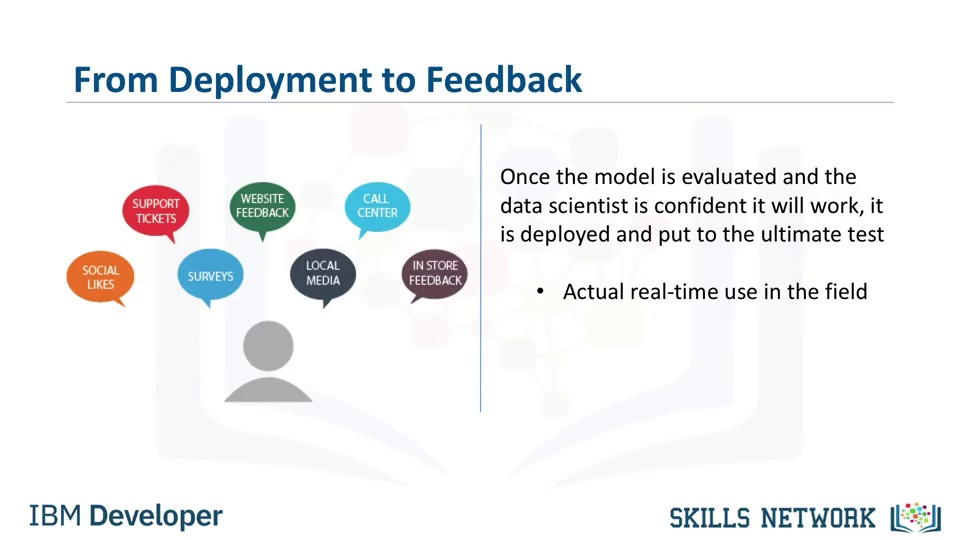 From Deployment to Feedback
SUPPORT
TICKETS
WEBSITE
FEEDBACK
CALL
CENTER
SOCIAL
LIKES
SURVEYS
LOCAL
MEDIA
IN STORE
FEEDBACK
Once the model is evaluated and the
data scientist is confident it will work, it
is deployed and put to the ultimate test
• Actual real-time use in the field
IBM Developer
SKILLS NETWORK